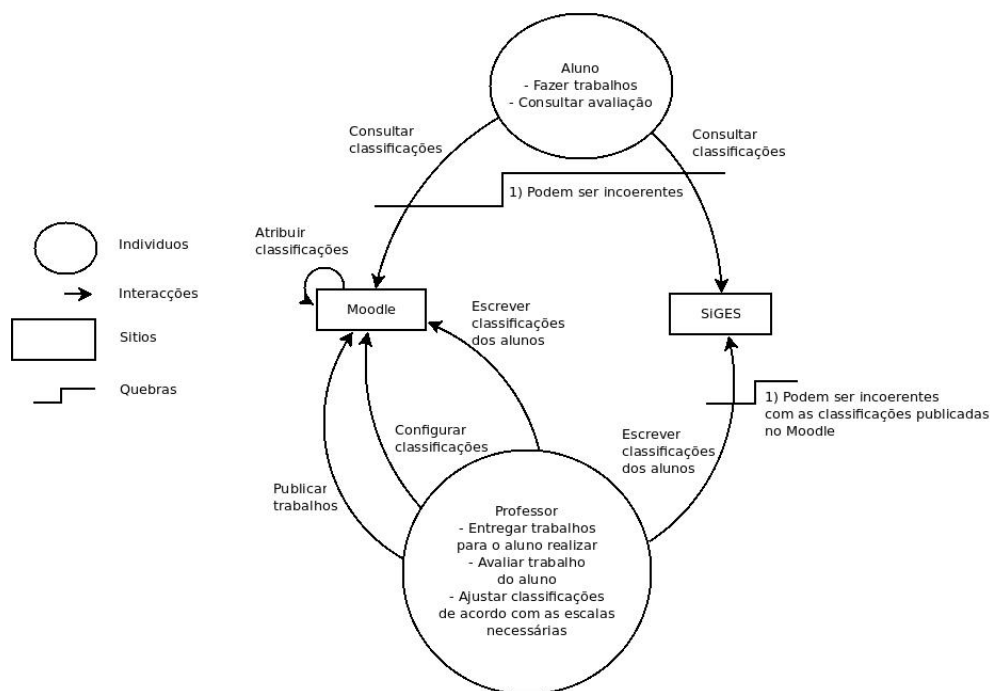 Aluno
- Fazer trabalhos
- Consultar avaliação
Consultar
classificações
Consultar
classificações
1) Podem ser incoerentes
Individuos
Interacções
Sitios
Quebras
Atribuir
classificações
Moodle
Escrever
classificações
dos alunos
SiGES
1) Podem ser incoerentes
com as classificações publicadas
no Moodle
Configurar
classificações
Escrever
classificações
dos alunos
Publicar
trabalhos
Professor
- Entregar trabalhos
para o aluno realizar
- Avaliar trabalho
do aluno
- Ajustar classificações
de acordo com as escalas
necessárias